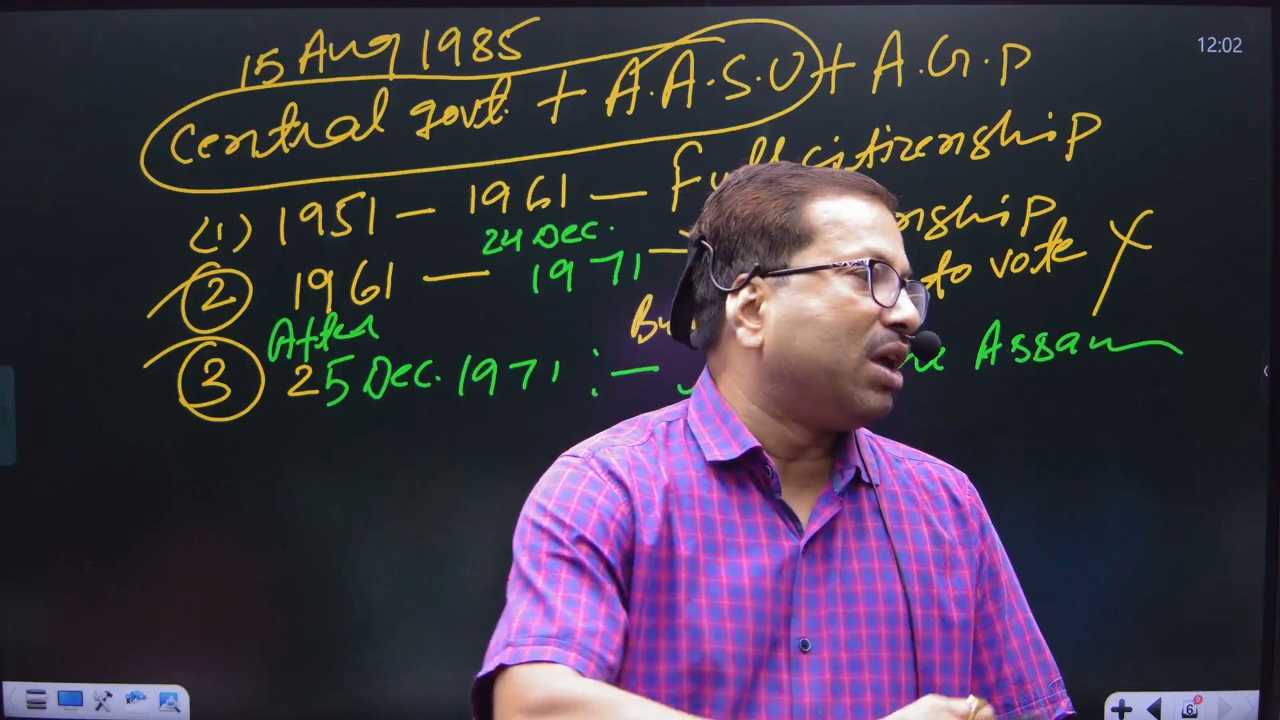 12:02
15 Aug 1985
Central govt. + A.A.S.U + A.G.P
(1) 1951 – 1961 – Full citizenship
24 Dec.
② 1961 – 1971 –
to vote X
After
③ 25 Dec. 1971 :–
Assam
6